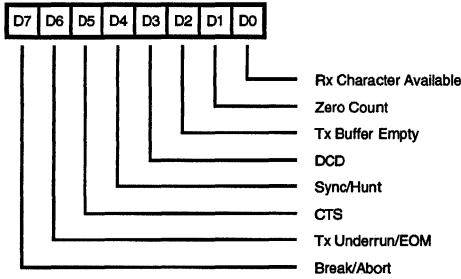 D7 D6 D5 D4 D3 D2 D1 D0
Rx Character Available
Zero Count
Tx Buffer Empty
DCD
Sync/Hunt
CTS
Tx Underrun/EOM
Break/Abort